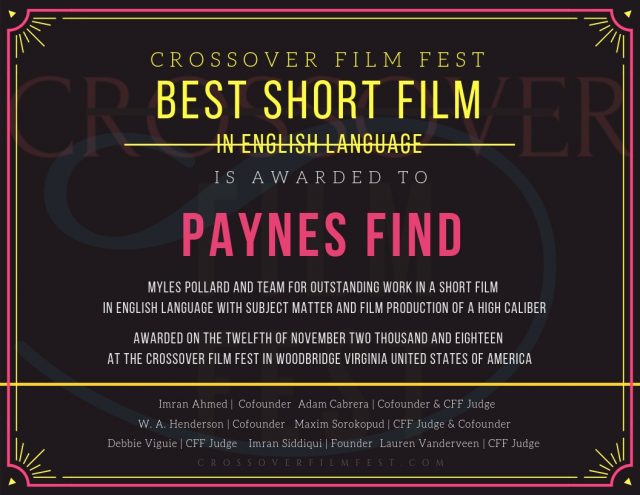 CROSSOVER FILM FEST
BEST SHORT FILM
IN ENGLISH LANGUAGE
IS AWARDED TO
PAYNES FIND
MYLES POLLARD AND TEAM FOR OUTSTANDING WORK IN A SHORT FILM
IN ENGLISH LANGUAGE WITH SUBJECT MATTER AND FILM PRODUCTION OF A HIGH CALIBER
AWARDED ON THE TWELFTH OF NOVEMBER TWO THOUSAND AND EIGHTEEN
AT THE CROSSOVER FILM FEST IN WOODBRIDGE VIRGINIA UNITED STATES OF AMERICA
Imran Ahmed | Cofounder Adam Cabrera | Cofounder & CFF Judge
W. A. Henderson | Cofounder Maxim Sorokopud | CFF Judge & Cofounder
Debbie Viguie | CFF Judge Imran Siddiqui | Founder Lauren Vanderveen | CFF Judge
CROSSOVERFILMFEST.COM
CROSSOVER
FILM